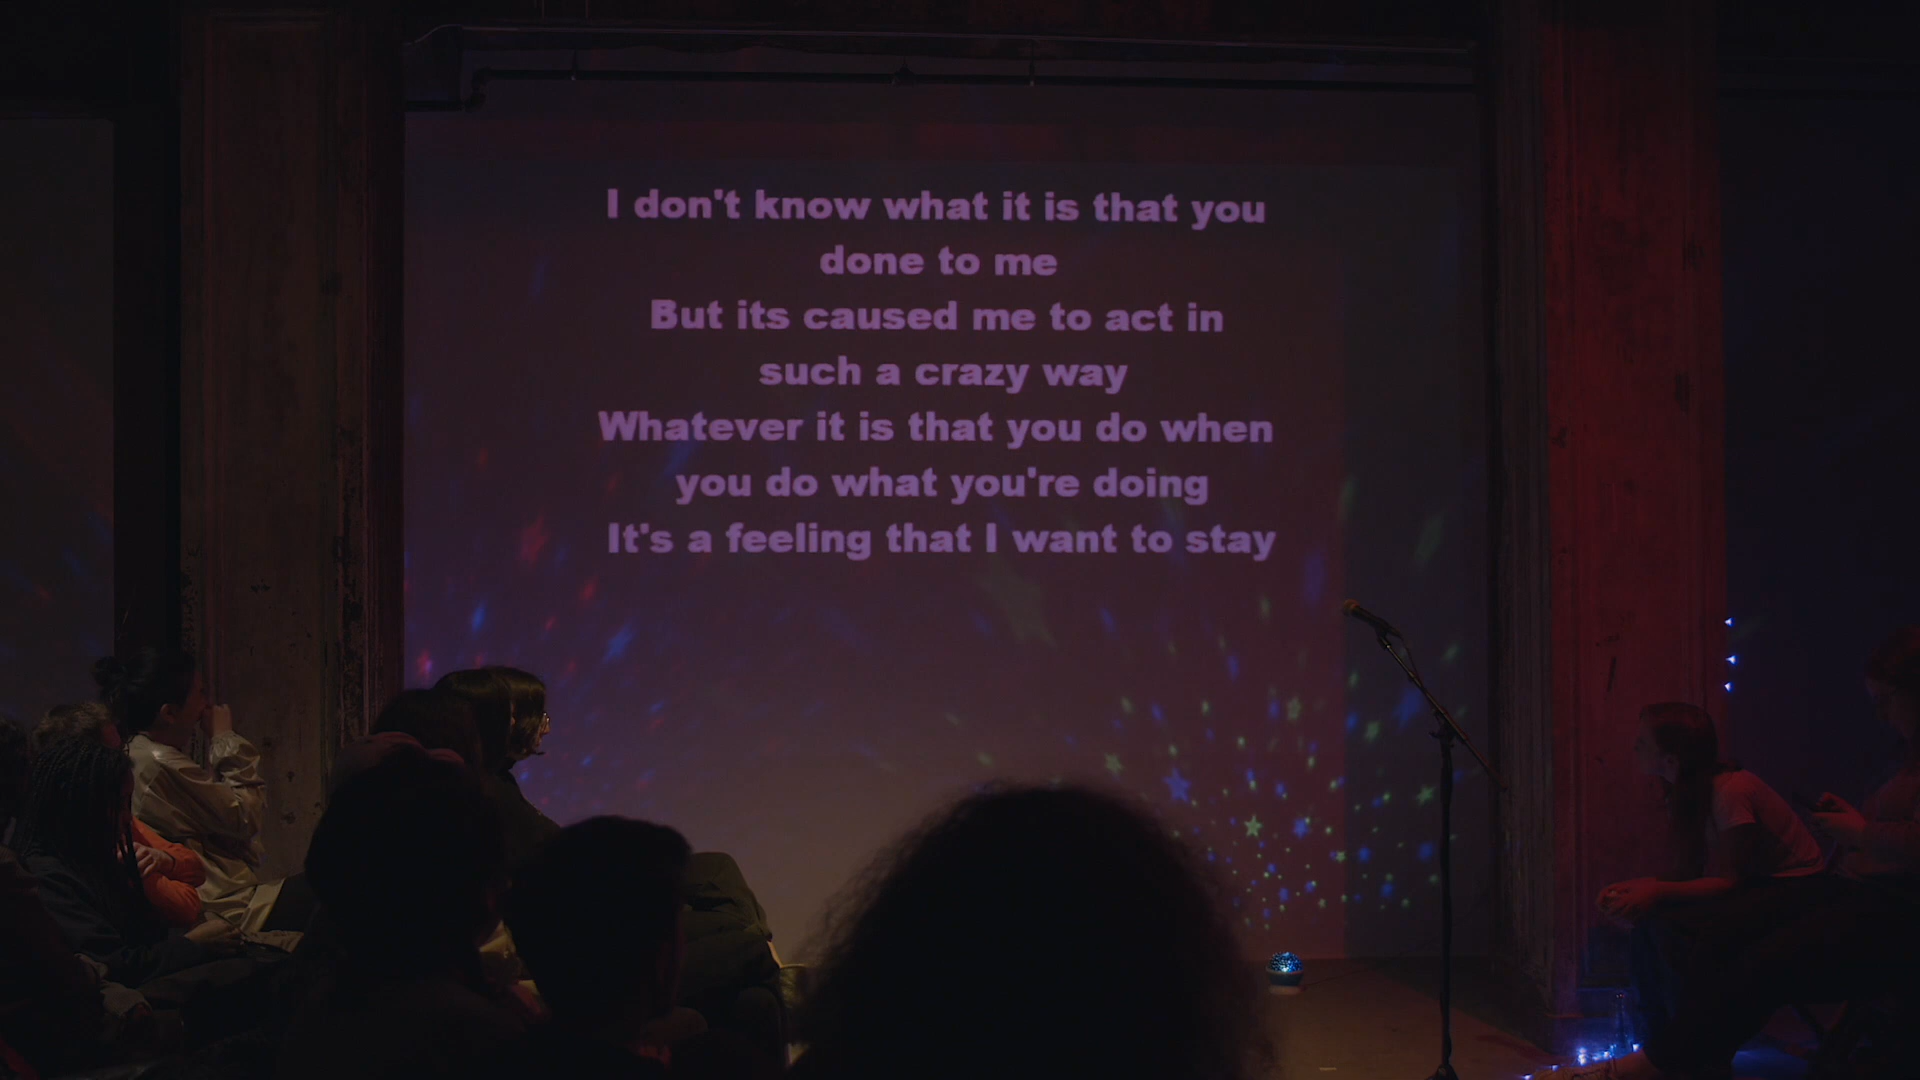 I don't know what it is that you
done to me
But its caused me to act in
such a crazy way
Whatever it is that you do when
you do what you're doing
It's a feeling that I want to stay